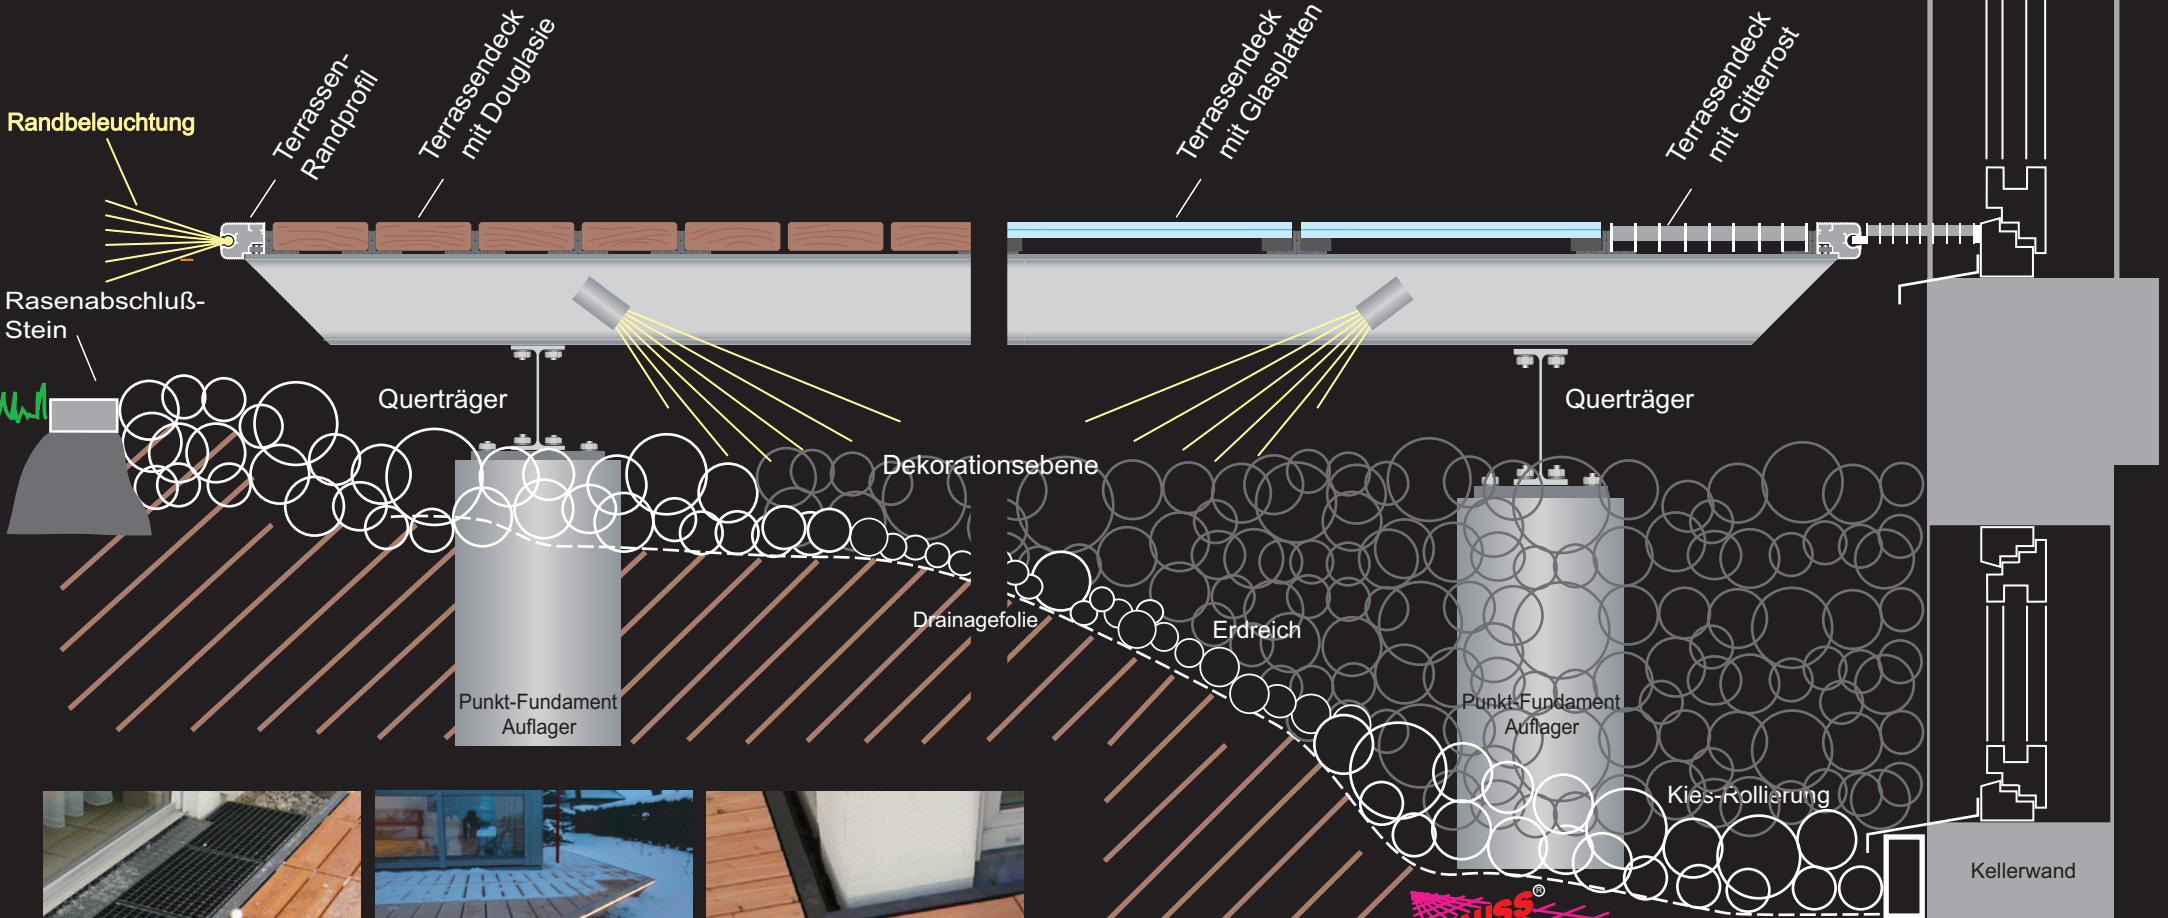 Terrassen-
Randprofil
Terrassendeck
mit Douglasie
Terrassendeck
mit Glasplatten
Terrassendeck
mit Gitterrost
Randbeleuchtung
Rasenabschluß-
Stein
Querträger
Querträger
Dekorationsebene
Drainagefolie
Erdreich
Punkt-Fundament
Auflager
Punkt-Fundament
Auflager
Kies-Rollierung
Kellerwand
®